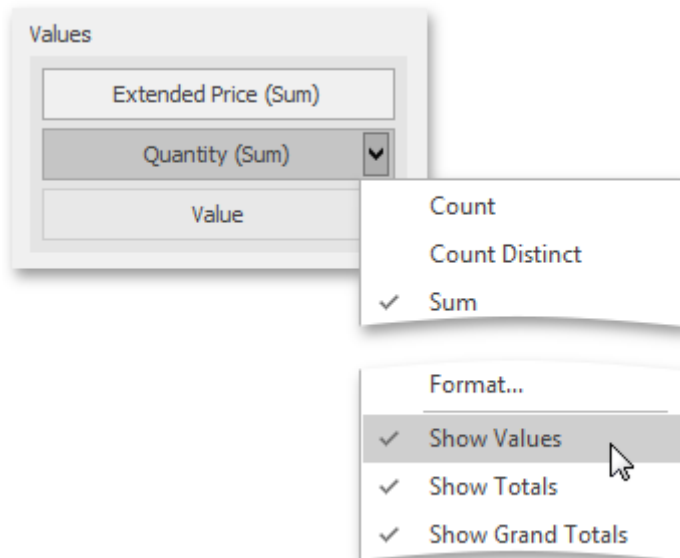 Values
Extended Price (Sum)
Quantity (Sum)
Value
Count
Count Distinct
Sum
Format...
Show Values
Show Totals
Show Grand Totals